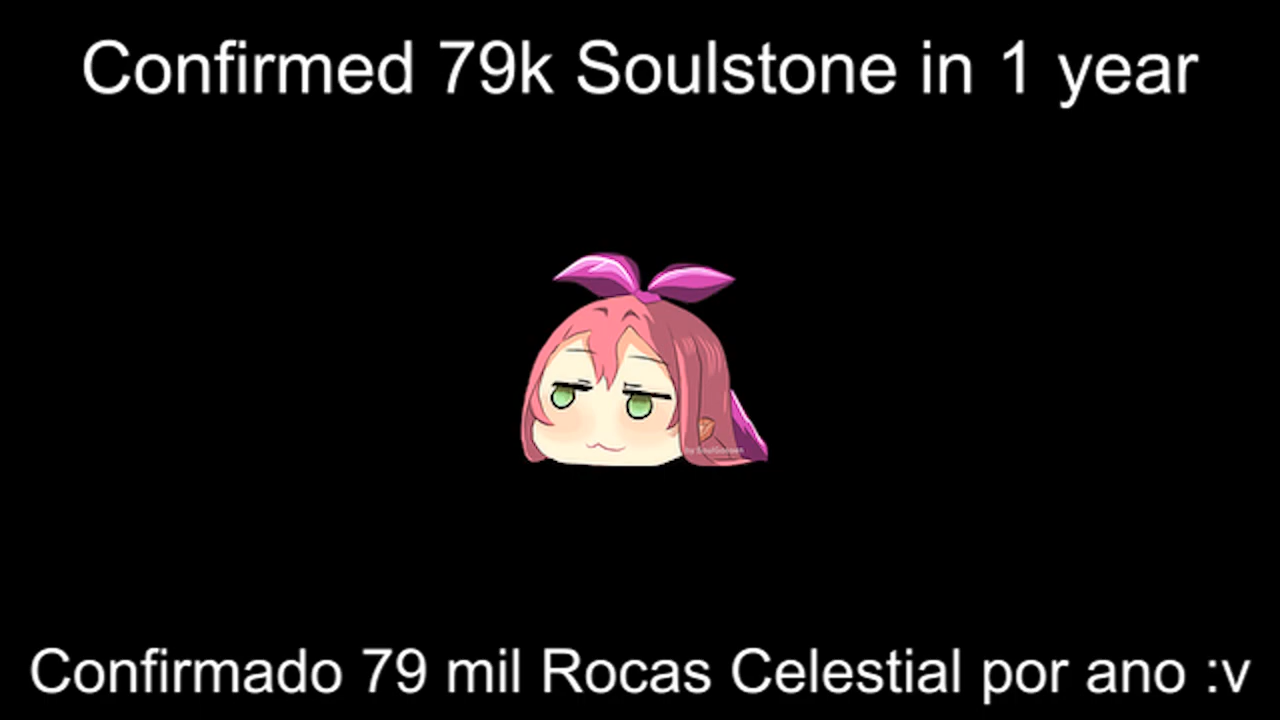 Confirmed 79k Soulstone in 1 year
Confirmado 79 mil Rocas Celestial por ano :v